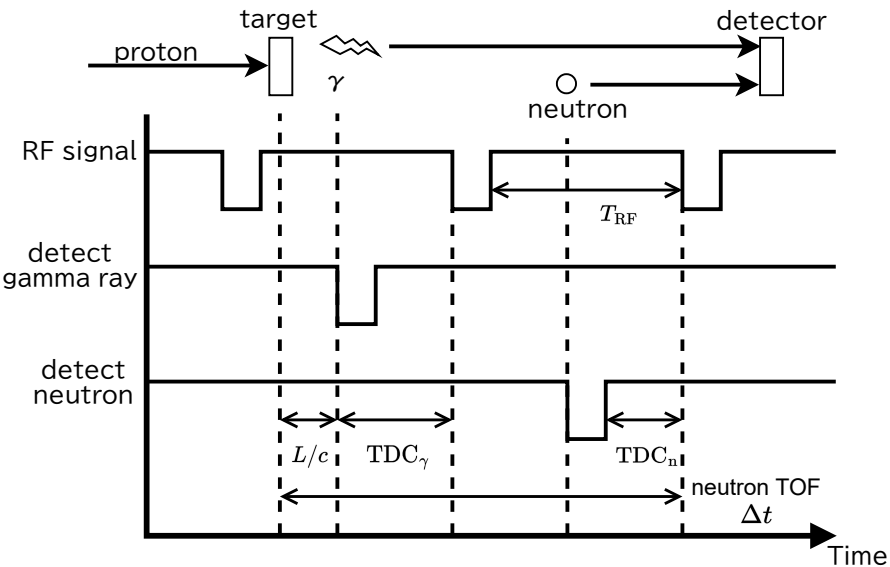 target
detector
proton
γ
neutron
RF signal
T_RF
detect
gamma ray
detect
neutron
L/c
TDC_γ
TDC_n
neutron TOF
Δt
Time